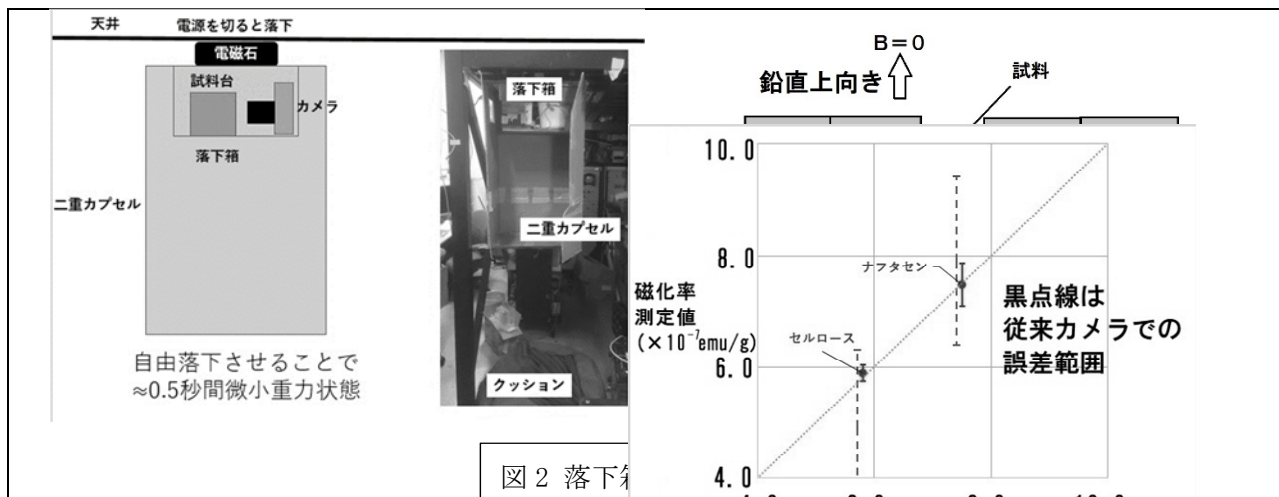 天井
電源を切ると落下
電磁石
試料台
カメラ
落下箱
二重カプセル
自由落下させることで
≈0.5秒間微小重力状態
落下箱
二重カプセル
クッション
図2 落下
B=0
鉛直上向き
試料
10.0
8.0
6.0
4.0
磁化率
測定値
(×10⁻⁷emu/g)
ナフタセン
セルロース
黒点線は
従来カメラでの
誤差範囲